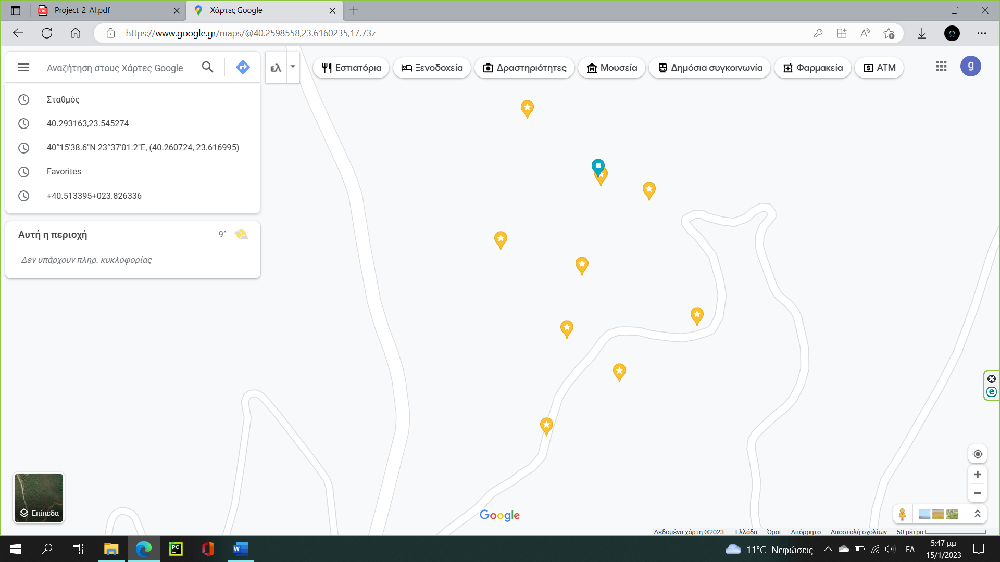 Project_2_AI.pdf
Χάρτες Google
https://www.google.gr/maps/@40.2598558,23.6160235,17.73z
Αναζήτηση στους Χάρτες Google
ελ
Εστιατόρια
Ξενοδοχεία
Δραστηριότητες
Μουσεία
Δημόσια συγκοινωνία
Φαρμακεία
ATM
g
Σταθμός
40.293163,23.545274
40°15'38.6"N 23°37'01.2"E, (40.260724, 23.616995)
Favorites
+40.513395+023.826336
Αυτή η περιοχή
9°
Δεν υπάρχουν πληρ. κυκλοφορίας
Επίπεδα
Google
Δεδομένα χάρτη ©2023 Ελλάδα Όροι Απόρρητο Αποστολή σχολίων 50 μέτρα
11°C Νεφώσεις
ΕΛ
5:47 μμ
15/1/2023